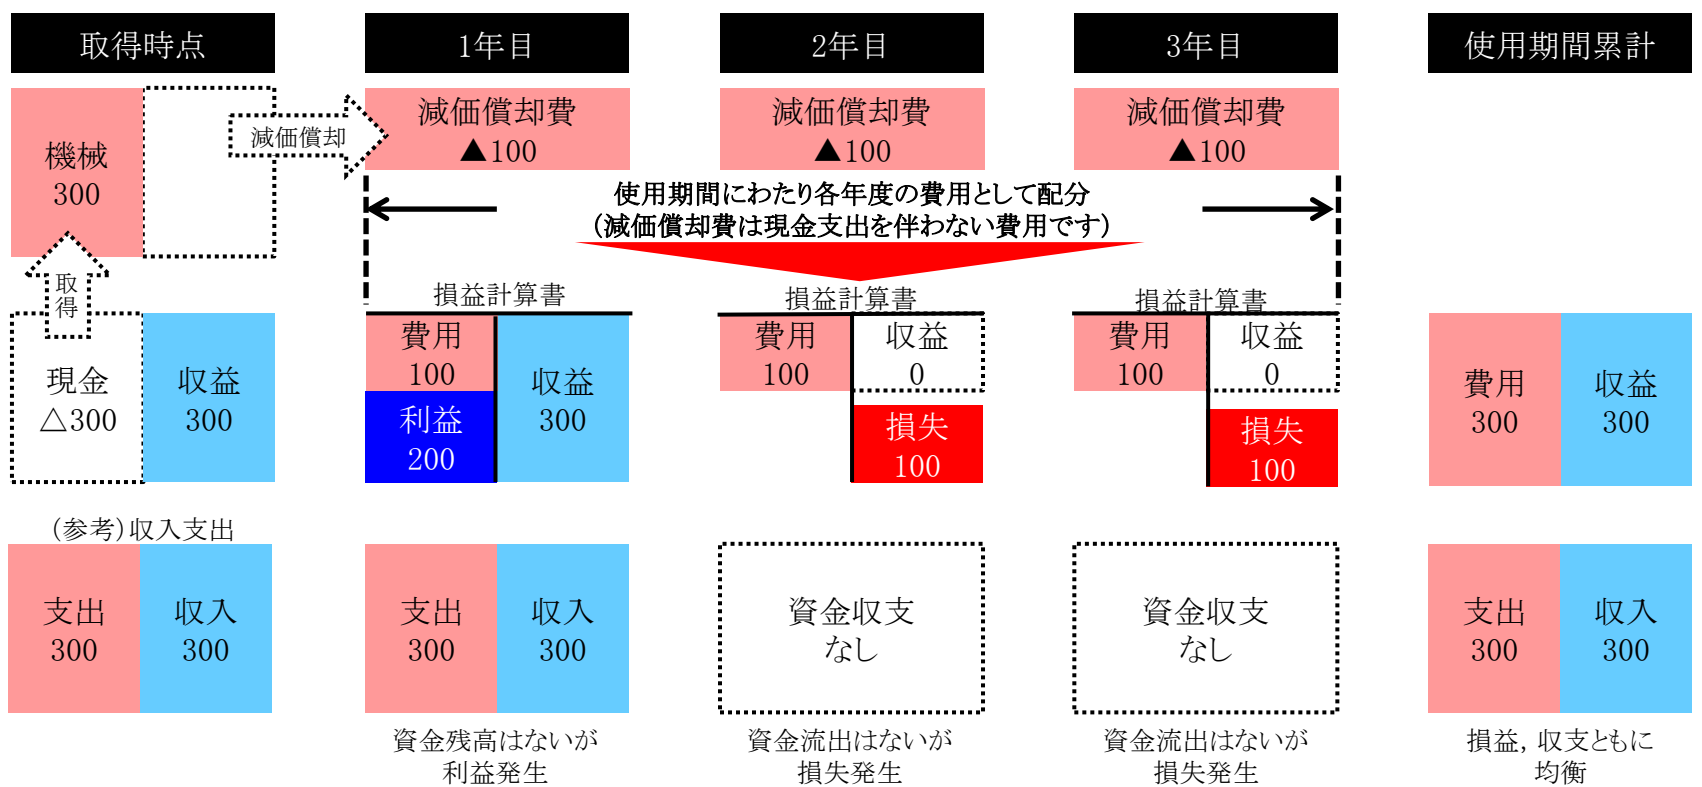 取得時点
1年目
2年目
3年目
使用期間累計
機械
300
減価償却
減価償却費
▲100
減価償却費
▲100
減価償却費
▲100
使用期間にわたり各年度の費用として配分
(減価償却費は現金支出を伴わない費用です)
取得
現金
△300
収益
300
損益計算書
費用
100
利益
200
収益
300
損益計算書
費用
100
収益
0
損失
100
損益計算書
費用
100
収益
0
損失
100
費用
300
収益
300
(参考)収入支出
支出
300
収入
300
支出
300
収入
300
資金収支
なし
資金収支
なし
支出
300
収入
300
資金残高はないが
利益発生
資金流出はないが
損失発生
資金流出はないが
損失発生
損益，収支ともに
均衡